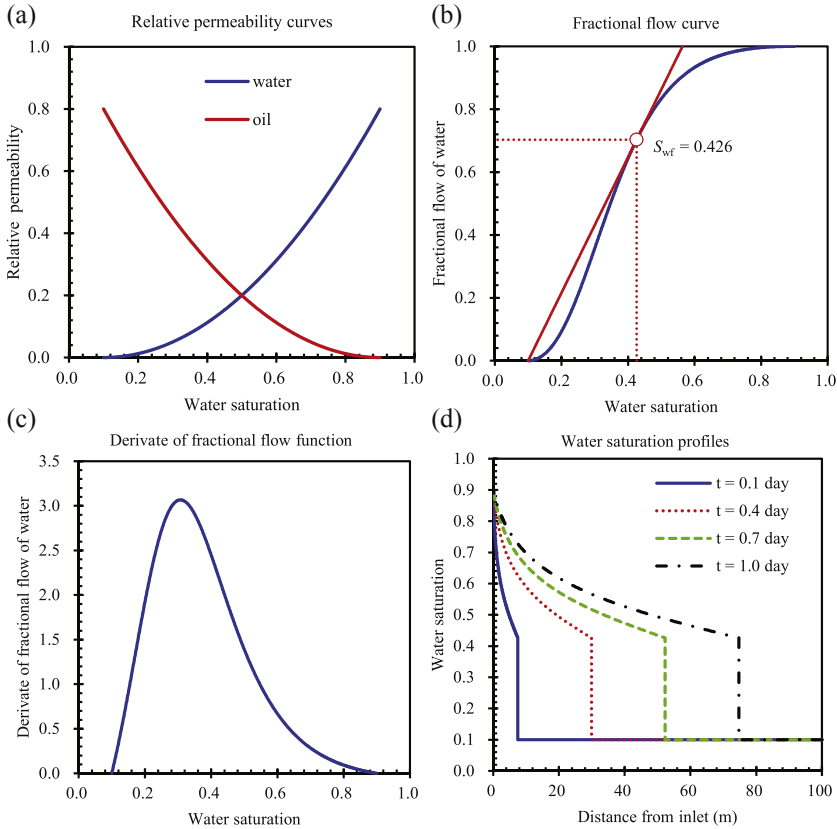 (a)
Relative permeability curves
1.0
0.8
0.6
0.4
0.2
0.0
Relative permeability
water
oil
0.0 0.2 0.4 0.6 0.8 1.0
Water saturation
(b)
Fractional flow curve
1.0
0.8
0.6
0.4
0.2
0.0
Fractional flow of water
Swf = 0.426
0.0 0.2 0.4 0.6 0.8 1.0
Water saturation
(c)
Derivate of fractional flow function
3.5
3.0
2.5
2.0
1.5
1.0
0.5
0.0
Derivate of fractional flow of water
0.0 0.2 0.4 0.6 0.8 1.0
Water saturation
(d)
Water saturation profiles
1.0
0.9
0.8
0.7
0.6
0.5
0.4
0.3
0.2
0.1
0.0
Water saturation
t = 0.1 day
t = 0.4 day
t = 0.7 day
t = 1.0 day
0 20 40 60 80 100
Distance from inlet (m)